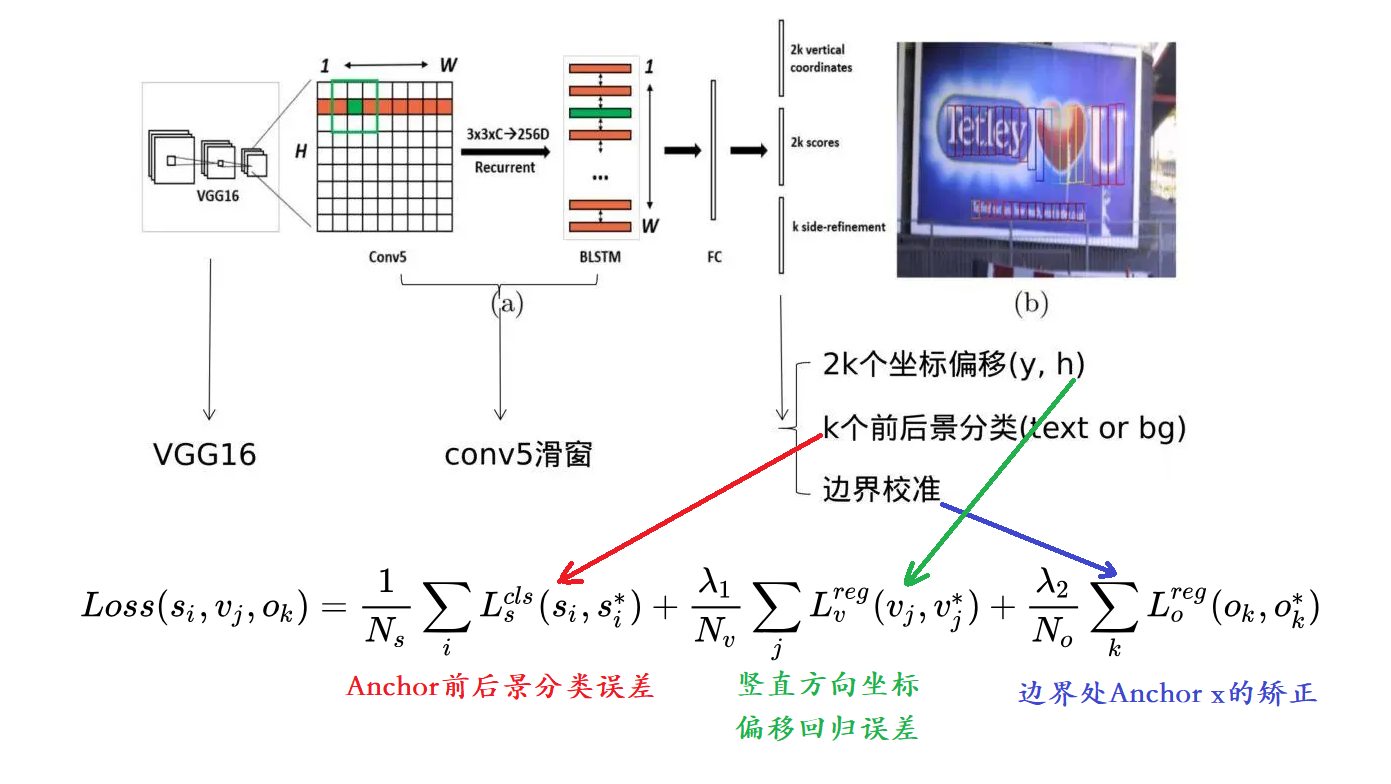 1 W
H
VGG16
Conv5
3x3xC→256D
Recurrent
1
...
W
BLSTM
FC
2k vertical
coordinates
2k scores
k side-refinement
Tetley
U
(a)
(b)
VGG16
conv5滑窗
2k个坐标偏移(y, h)
k个前后景分类(text or bg)
边界校准
Loss(s_i, v_j, o_k) = \frac{1}{N_s} \sum_i L_s^{cls}(s_i, s_i^*) + \frac{λ_1}{N_v} \sum_j L_v^{reg}(v_j, v_j^*) + \frac{λ_2}{N_o} \sum_k L_o^{reg}(o_k, o_k^*)
Anchor前后景分类误差
竖直方向坐标
偏移回归误差
边界处Anchor x的矫正